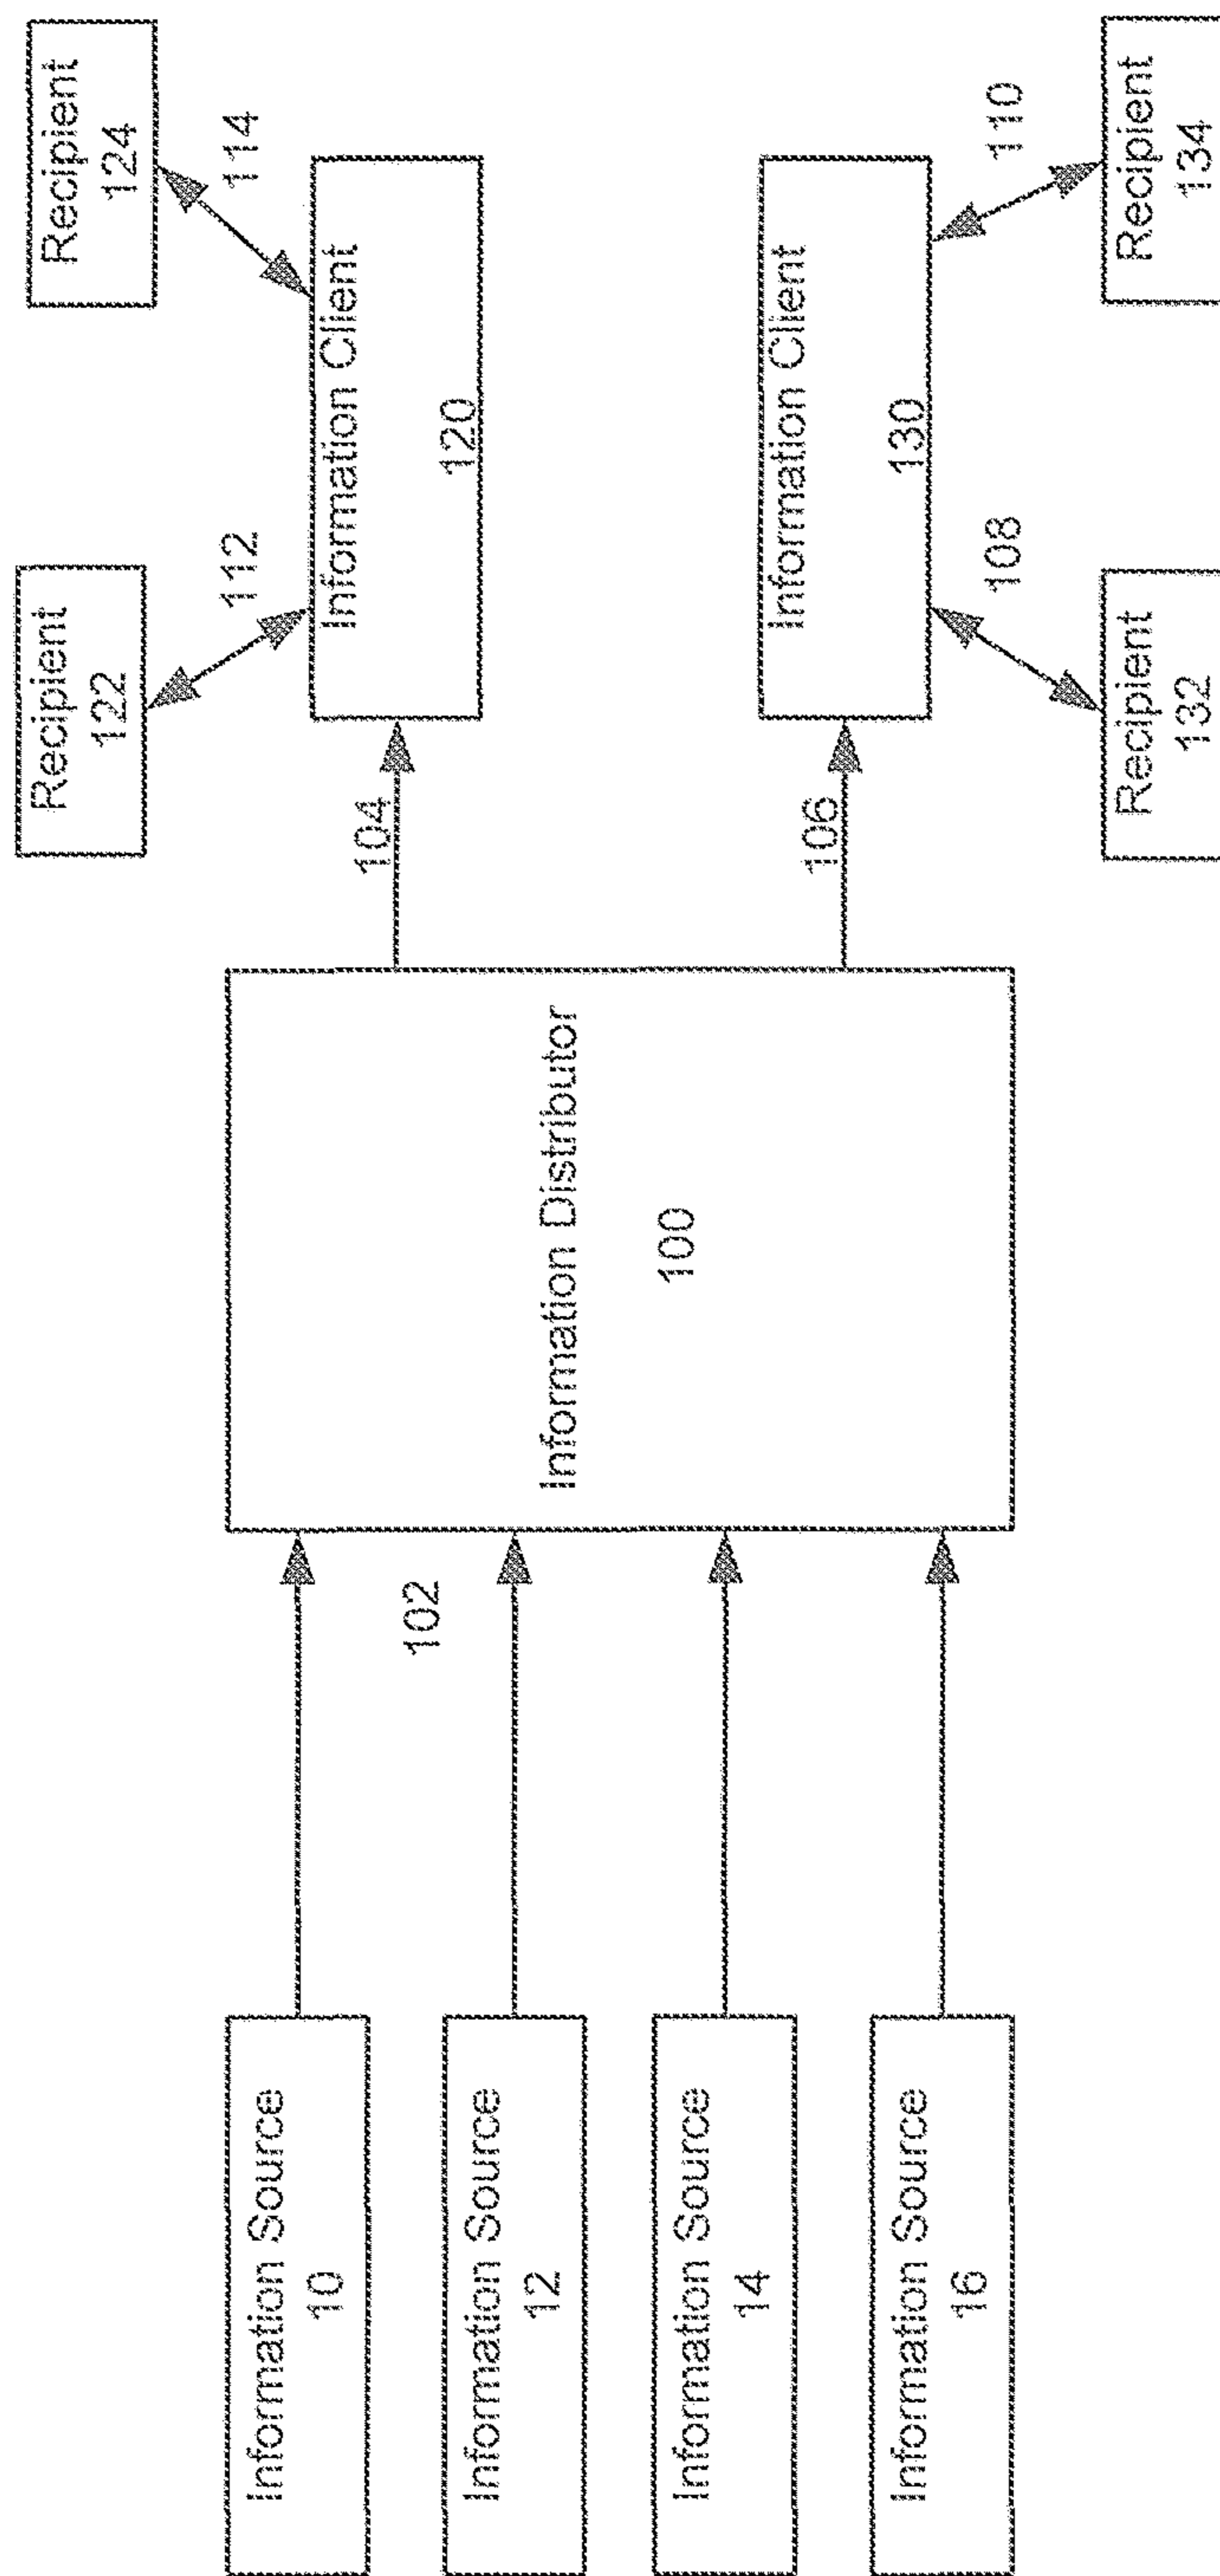 Recipient
122
Recipient
124
112
114
Information Client
120
104
Information Source
10
102
Information Source
12
Information Distributor
100
Information Source
14
Information Source
16
106
Information Client
130
108
110
Recipient
132
Recipient
134